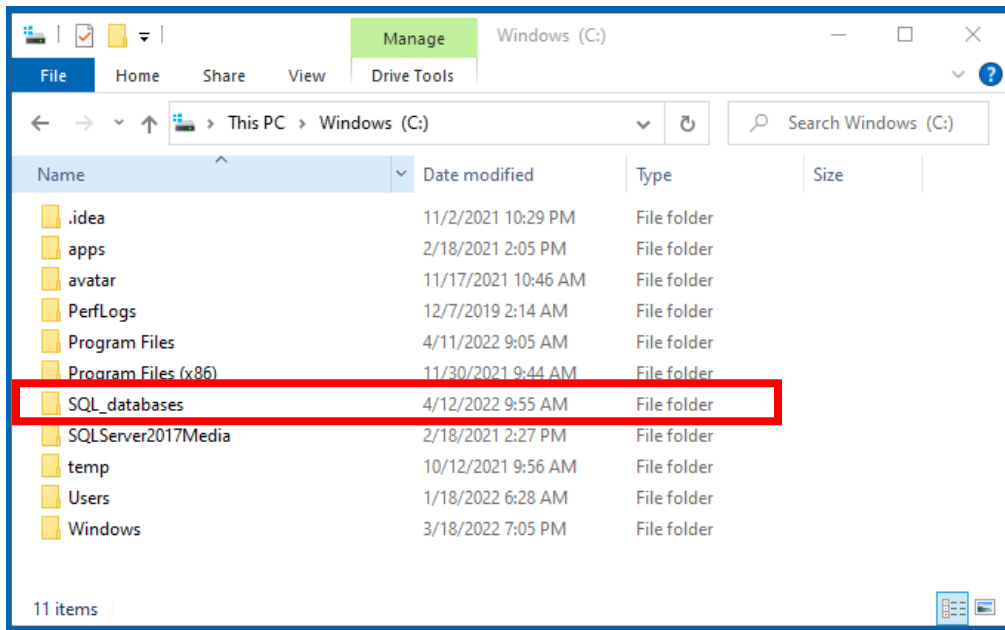 Manage Windows (C:)
File Home Share View Drive Tools ?
This PC Windows (C:) Search Windows (C:)
Name Date modified Type Size
.idea 11/2/2021 10:29 PM File folder
apps 2/18/2021 2:05 PM File folder
avatar 11/17/2021 10:46 AM File folder
PerfLogs 12/7/2019 2:14 AM File folder
Program Files 4/11/2022 9:05 AM File folder
Program Files (x86) 11/30/2021 9:44 AM File folder
SQL_databases 4/12/2022 9:55 AM File folder
SQLServer2017Media 2/18/2021 2:27 PM File folder
temp 10/12/2021 9:56 AM File folder
Users 1/18/2022 6:28 AM File folder
Windows 3/18/2022 7:05 PM File folder
11 items